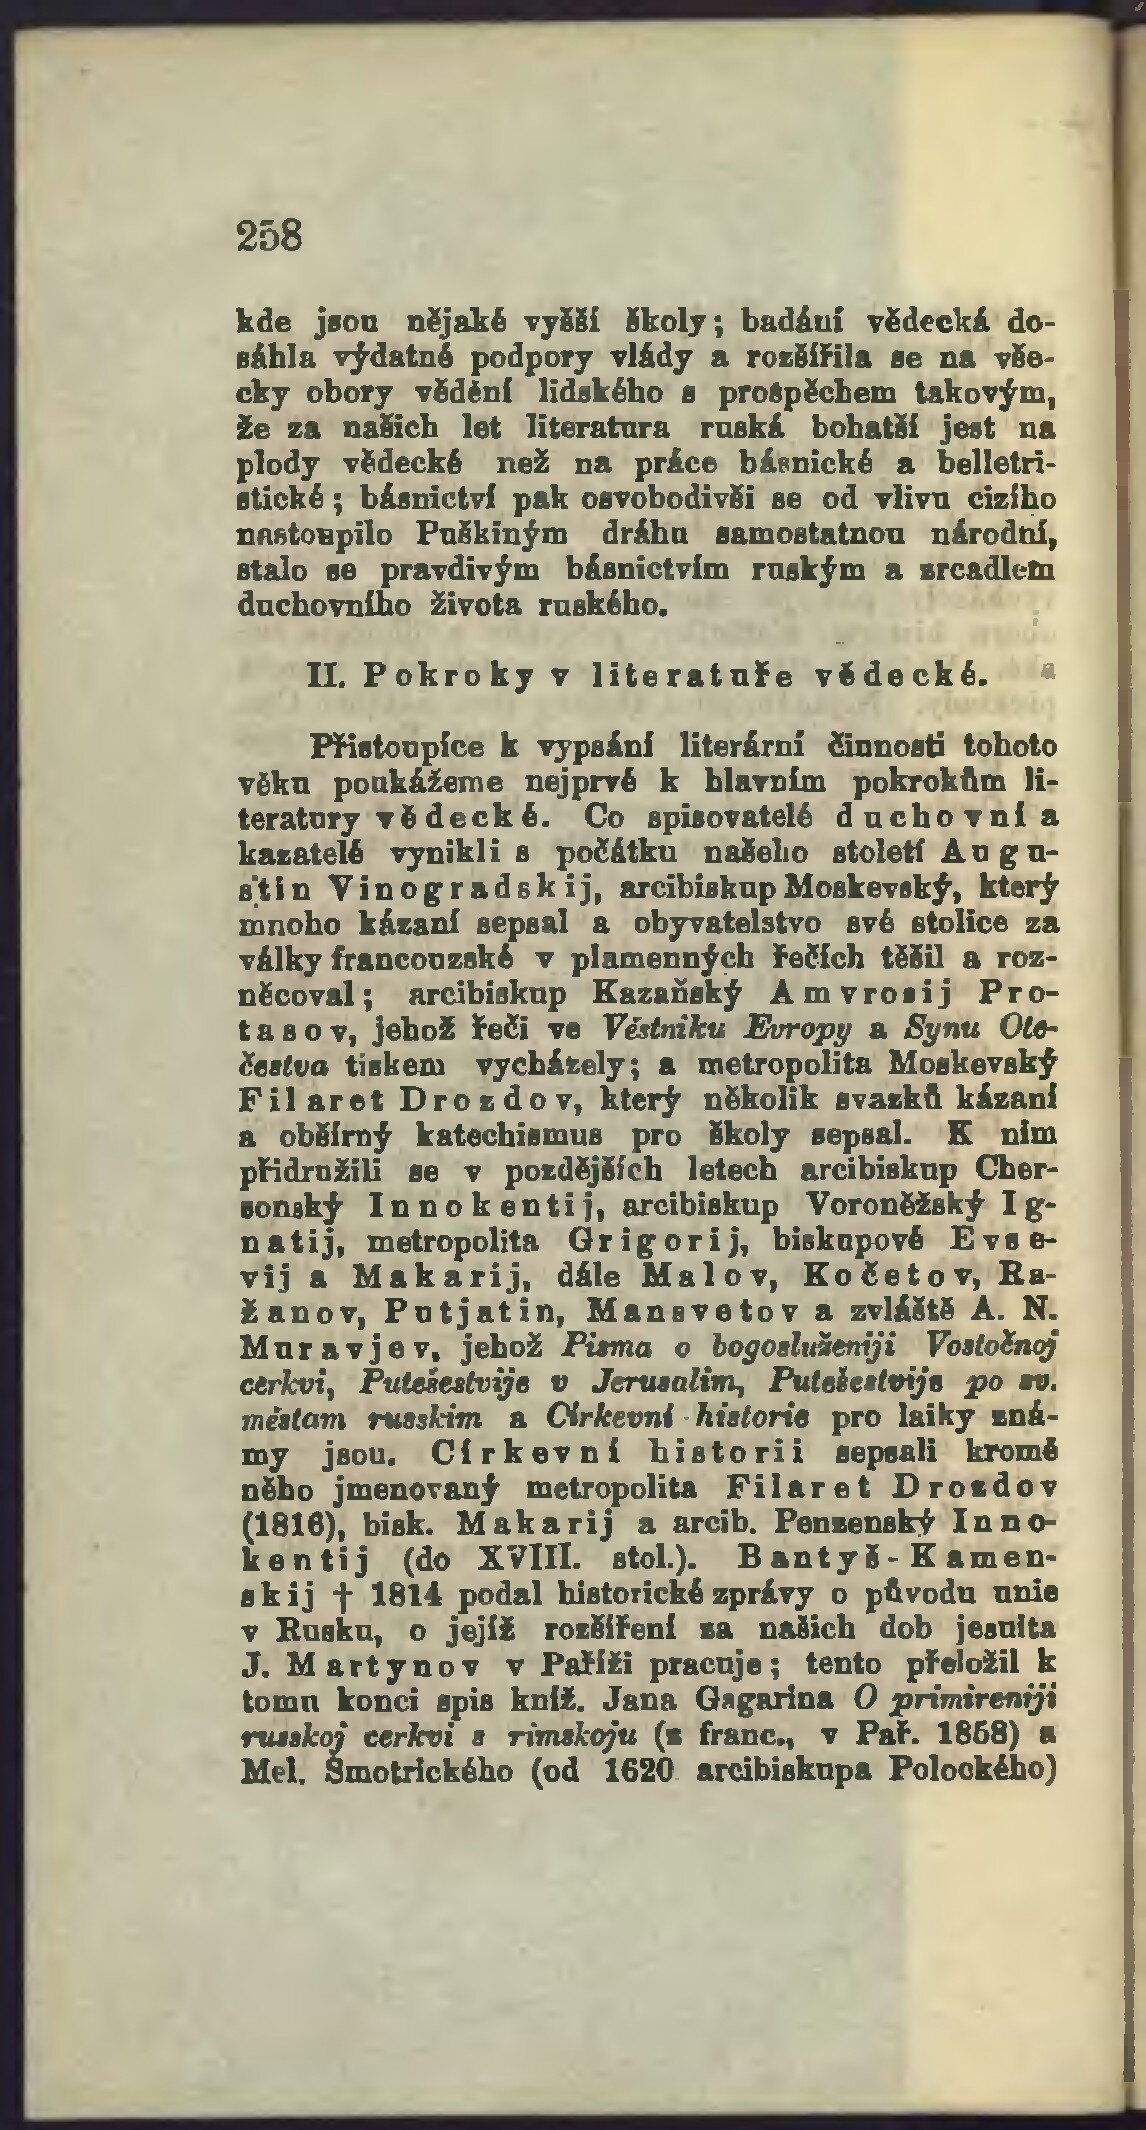 258
kde jsou nějaké vyšší školy; badání vědecká do-
sáhla výdatné podpory vlády a rozšířila se na vše-
cky obory vědění lidského s prospěchem takovým,
že za našich let literatura ruská bohatší jest na
plody vědecké než na práce básnické a belletri-
stické; básnictví pak osvobodivši se od vlivu cizího
nastoupilo Puškiným dráhu samostatnou národní,
stalo se pravdivým básnictvím ruským a zrcadlem
duchovního života ruského.
II. Pokroky v literatuře vědecké.
Přistoupíce k vypsání literární činnosti tohoto
věku poukážeme nejprvé k hlavním pokrokům li-
teratury vědecké. Co spisovatelé duchovní a
kazatelé vynikli s počátku našeho století Augu-
stin Vinogradskij, arcibiskup Moskevský, který
mnoho kázaní sepsal a obyvatelstvo své stolice za
války francouzské v plamenných řečích těšil a roz-
něcoval; arcibiskup Kazaňský Amvrosij Pro-
tasov, jehož řeči ve Věstniku Evropy a Synu Ote-
čestva tiskem vycházely; a metropolita Moskevský
Filaret Drozdov, který několik svazků kázaní
a obšírný katechismus pro školy sepsal. K nim
přidružili se v pozdějších letech arcibiskup Cher-
sonský Innokentij, arcibiskup Voroněžský Ig-
natij, metropolita Grigorij, biskupové Evse-
vij a Makarij, dále Malov, Kočetov, Ra-
žanov, Putjatin, Mansvetov a zvláště A. N.
Muravjev, jehož Pisma o bogosluženiji Vostočnoj
cerkvi, Putešestvije v Jerusalim, Putešestvije po sv.
městam russkim a Církevní historie pro laiky zná-
my jsou. Církevní historii sepsali kromě
něho jmenovaný metropolita Filaret Drozdov
(1816), bisk. Makarij a arcib. Penzenský Inno-
kentij (do XVIII. stol.). Bantyš-Kamen-
skij † 1814 podal historické zprávy o původu unie
v Rusku, o jejíž rozšíření za našich dob jesuita
J. Martynov v Paříži pracuje; tento přeložil k
tomu konci spis kníž. Jana Gagarina O primireniji
russkoj cerkvi s rimskoju (z franc., v Pař. 1858) a
Mel. Smotrického (od 1620 arcibiskupa Polockého)